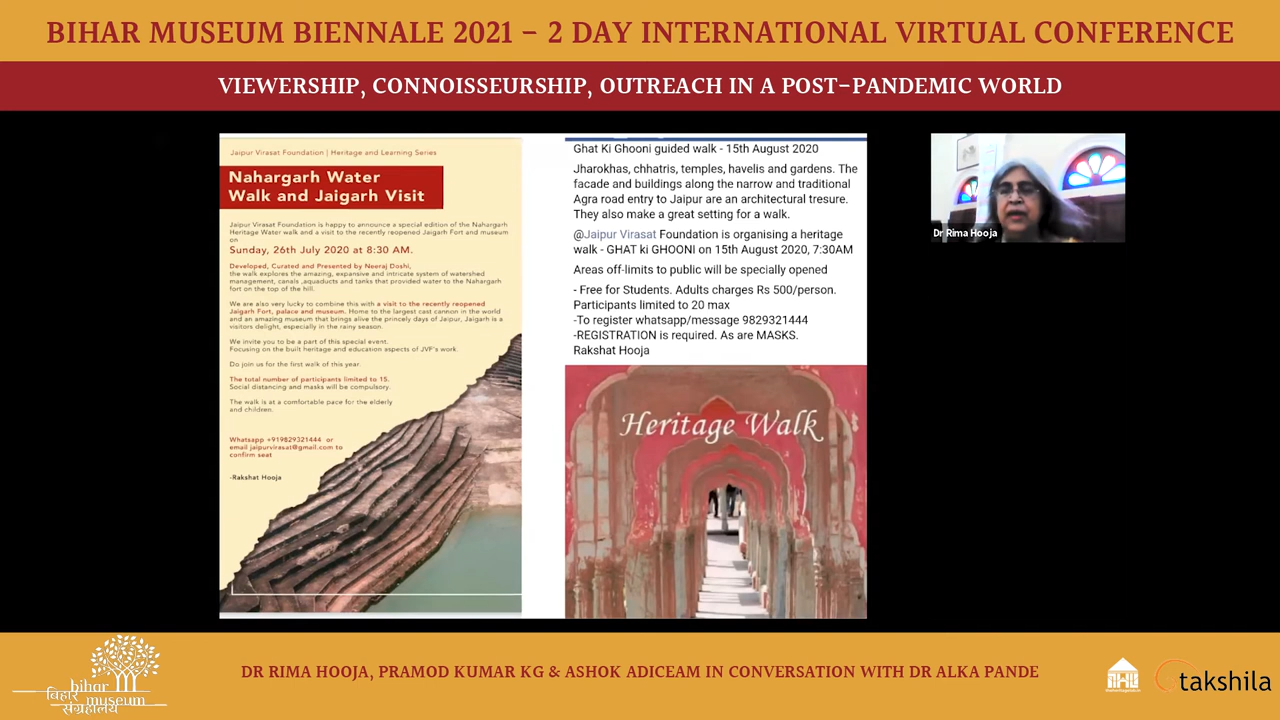 BIHAR MUSEUM BIENNALE 2021 – 2 DAY INTERNATIONAL VIRTUAL CONFERENCE
VIEWERSHIP, CONNOISSEURSHIP, OUTREACH IN A POST-PANDEMIC WORLD
Jaipur Virasat Foundation | Heritage and Learning Series
Nahargarh Water
Walk and Jaigarh Visit
Jaipur Virasat Foundation is happy to announce a special edition of the Nahargarh
Heritage Water walk and a visit to the recently reopened Jaigarh Fort and museum
on
Sunday, 26th July 2020 at 8:30 AM.
Developed, Curated and Presented by Neeraj Doshi,
the walk explores the amazing, expansive and intricate system of watershed
management, canals ,aquaducts and tanks that provided water to the Nahargarh
fort on the top of the hill.
We are also very lucky to combine this with a visit to the recently reopened
Jaigarh Fort, palace and museum. Home to the largest cast cannon in the world
and an amazing museum that brings alive the princely days of Jaipur, Jaigarh is a
visitors delight, especially in the rainy season.
We invite you to be a part of this special event.
Focusing on the built heritage and education aspects of JVF's work.
Do join us for the first walk of this year.
The total number of participants limited to 15.
Social distancing and masks will be compulsory.
The walk is at a comfortable pace for the elderly
and children.
Whatsapp +919829321444 or
email jaipurvirasat@gmail.com to
confirm seat
-Rakshat Hooja
Ghat Ki Ghooni guided walk - 15th August 2020
Jharokhas, chhatris, temples, havelis and gardens. The
facade and buildings along the narrow and traditional
Agra road entry to Jaipur are an architectural tresure.
They also make a great setting for a walk.
@Jaipur Virasat Foundation is organising a heritage
walk - GHAT ki GHOONI on 15th August 2020, 7:30AM
Areas off-limits to public will be specially opened
- Free for Students. Adults charges Rs 500/person.
Participants limited to 20 max
-To register whatsapp/message 9829321444
-REGISTRATION is required. As are MASKS.
Rakshat Hooja
Heritage Walk
Dr Rima Hooja
bihar
बिहार museum
संग्रहालय
DR RIMA HOOJA, PRAMOD KUMAR KG & ASHOK ADICEAM IN CONVERSATION WITH DR ALKA PANDE
takshila